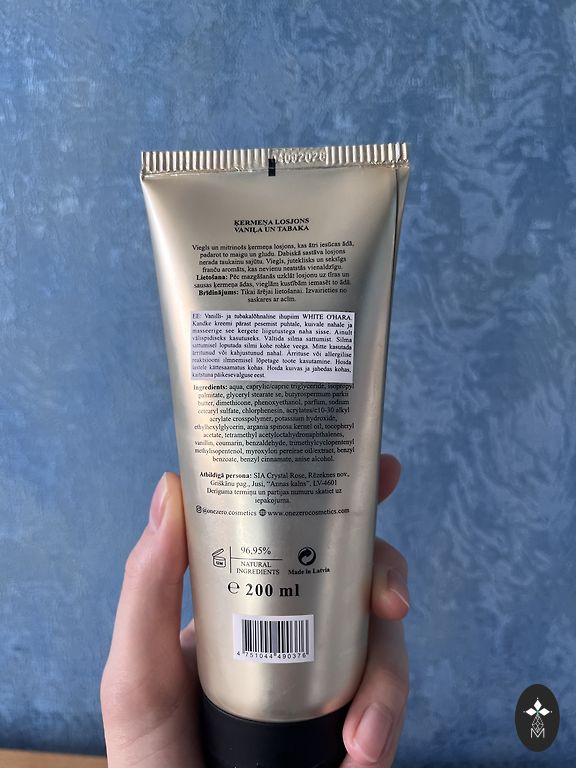 04082026
ĶERMEŅA LOSJONS
VANIĻA UN TABAKA
Viegls un mitrinošs ķermeņa losjons, kas ātri iesūcas ādā,
padarot to maigu un gludu. Dabiskā sastāva losjons
nerada taukainu sajūtu. Viegls, juteklisks un seksīgs
franču aromāts, kas nevienu neatstās vienaldzīgu.
Lietošana: Pēc mazgāšanās uzklāt losjonu uz tīras un
sausas ķermeņa ādas, vieglām kustībām iemasēt to ādā.
Brīdinājums: Tikai ārējai lietošanai. Izvairieties no
saskares ar acīm.
EE: Vanilli- ja tubakalõhnaline ihupiim WHITE O'HARA.
Kandke kreemi pärast pesemist puhtale, kuivale nahale ja
masseerige see kergete liigutustega naha sisse. Ainult
välispidiseks kasutuseks. Vältida silma sattumist. Silma
sattumisel loputada silmi kohe rohke veega. Mitte kasutada
ärritunud või kahjustunud nahal. Ärrituse või allergilise
reaktsiooni ilmnemisel lõpetage toote kasutamine. Hoida
lastele kättesaamatus kohas. Hoida kuivas ja jahedas kohas,
kaitstuna päikesevalguse eest.
Ingredients: aqua, caprylic/capric triglyceride, isopropyl
palmitate, glyceryl stearate se, butyrospermum parkii
butter, dimethicone, phenoxyethanol, parfum, sodium
cetearyl sulfate, chlorphenesin, acrylates/c10-30 alkyl
acrylate crosspolymer, potassium hydroxide,
ethylhexylglycerin, argania spinosa kernel oil, tocopheryl
acetate, tetramethyl acetyloctahydronaphthalenes,
vanillin, coumarin, benzaldehyde, trimethylcyclopentenyl
methylisopentenol, myroxylon pereirae oil/extract, benzyl
benzoate, benzyl cinnamate, anise alcohol.
Atbildīgā persona: SIA Crystal Rose, Rēzeknes nov.,
Griškānu pag., Jusi, "Annas kalns", LV-4601
Derīguma termiņu un partijas numuru skatiet uz
iepakojuma.
@onezero.cosmetics www.onezerocosmetics.com
96,95%
NATURAL
INGREDIENTS
Made in Latvia
e 200 ml
4 751044 490376
M